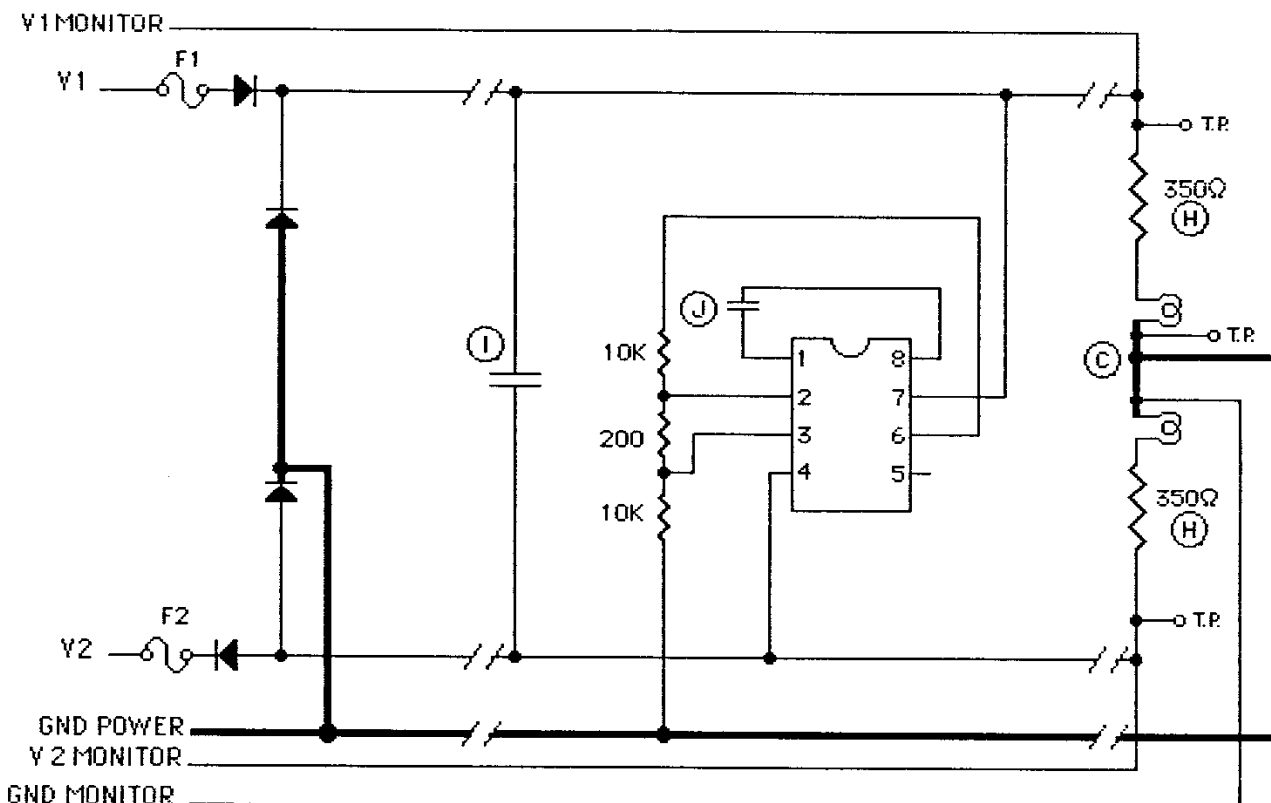 V1 MONITOR
F1
V1
T.P.
350Ω
H
J
I
10K
1
8
T.P.
C
2
7
200
3
6
4
5
10K
350Ω
H
F2
T.P.
V2
GND POWER
V 2 MONITOR
GND MONITOR